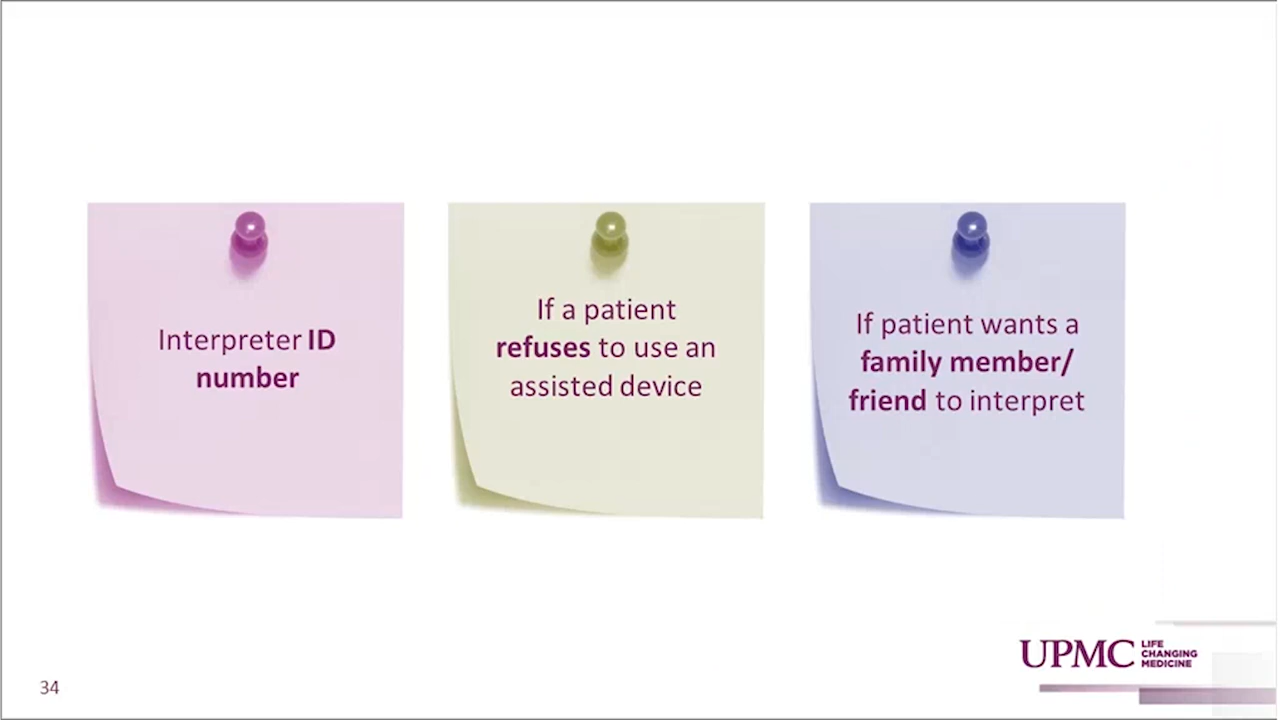 Interpreter ID
number
If a patient
refuses to use an
assisted device
If patient wants a
family member/
friend to interpret
UPMC LIFE
CHANGING
MEDICINE
34